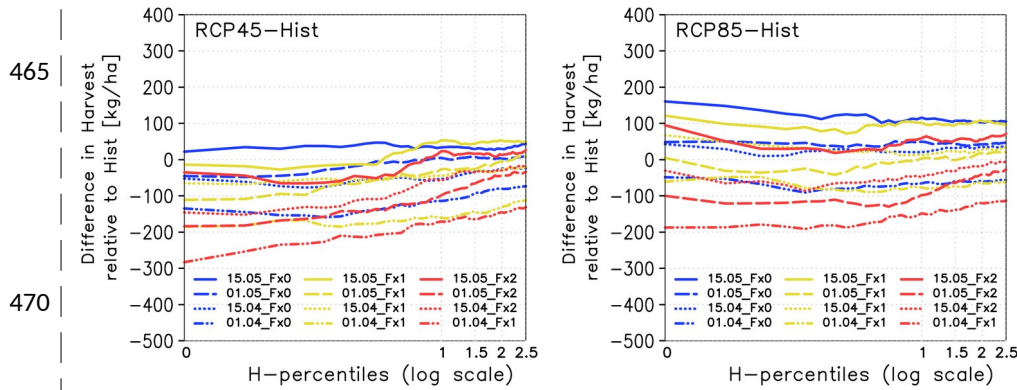 465
470
Difference in Harvest
relative to Hist [kg/ha]
RCP45-Hist
400
300
200
100
0
-100
-200
-300
-400
-500
15.05_Fx0 15.05_Fx1 15.05_Fx2
01.05_Fx0 01.05_Fx1 01.05_Fx2
15.04_Fx0 15.04_Fx1 15.04_Fx2
01.04_Fx0 01.04_Fx1 01.04_Fx1
0 1 1.5 2 2.5
H-percentiles (log scale)
Difference in Harvest
relative to Hist [kg/ha]
RCP85-Hist
400
300
200
100
0
-100
-200
-300
-400
-500
15.05_Fx0 15.05_Fx1 15.05_Fx2
01.05_Fx0 01.05_Fx1 01.05_Fx2
15.04_Fx0 15.04_Fx1 15.04_Fx2
01.04_Fx0 01.04_Fx1 01.04_Fx1
0 1 1.5 2 2.5
H-percentiles (log scale)